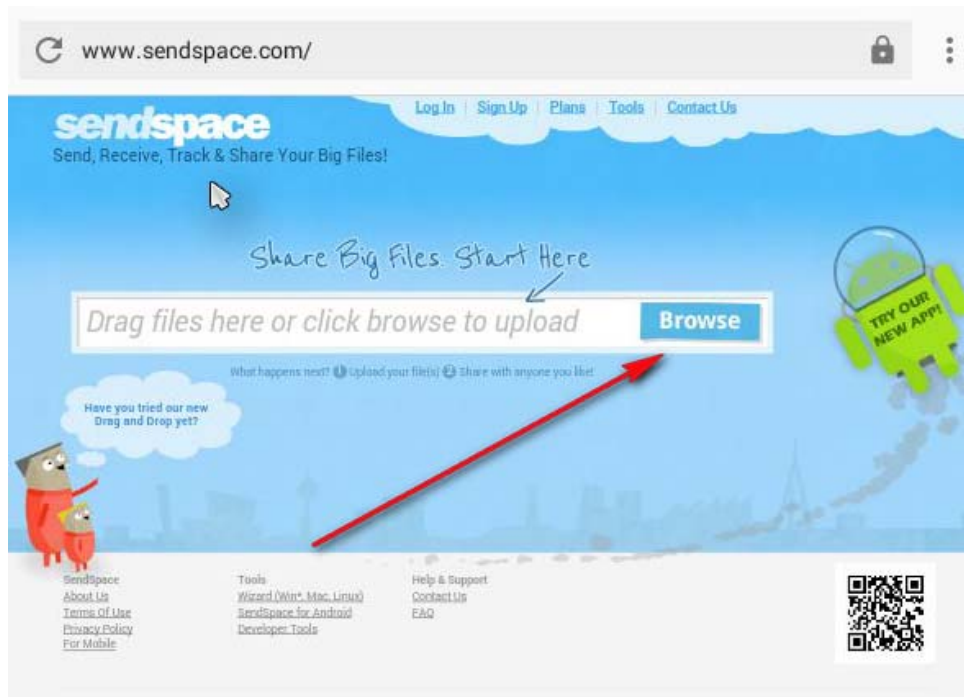 www.sendspace.com/
sendspace
Log In | Sign Up | Plans | Tools | Contact Us
Send, Receive, Track & Share Your Big Files!
Share Big Files. Start Here
Drag files here or click browse to upload
Browse
TRY OUR
NEW APP!
What happens next? 1 Upload your file(s) 2 Share with anyone you like!
Have you tried our new
Drag and Drop yet?
SendSpace
About Us
Terms Of Use
Privacy Policy
For Mobile
Tools
Wizard (Win*, Mac, Linux)
SendSpace for Android
Developer Tools
Help & Support
Contact Us
FAQ